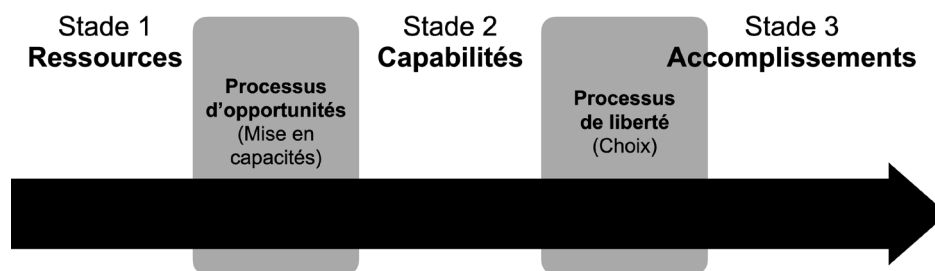 Stade 1
Ressources
Processus
d'opportunités
(Mise en
capacités)
Stade 2
Capabilités
Processus
de liberté
(Choix)
Stade 3
Accomplissements